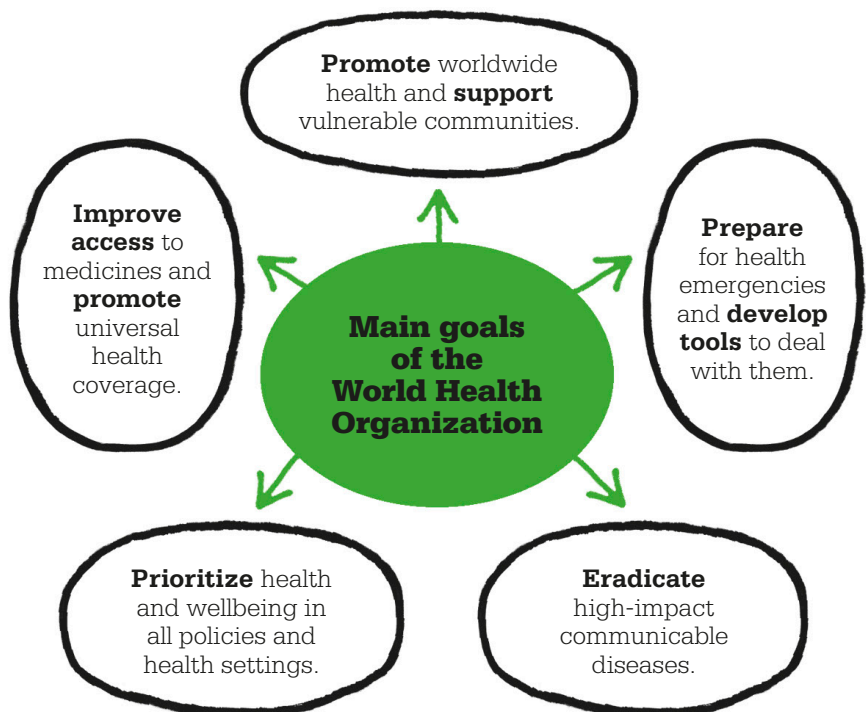 Promote worldwide
health and support
vulnerable communities.
Improve
access to
medicines and
promote
universal
health
coverage.
Prepare
for health
emergencies
and develop
tools to deal
with them.
Main goals
of the
World Health
Organization
Prioritize health
and wellbeing in
all policies and
health settings.
Eradicate
high-impact
communicable
diseases.